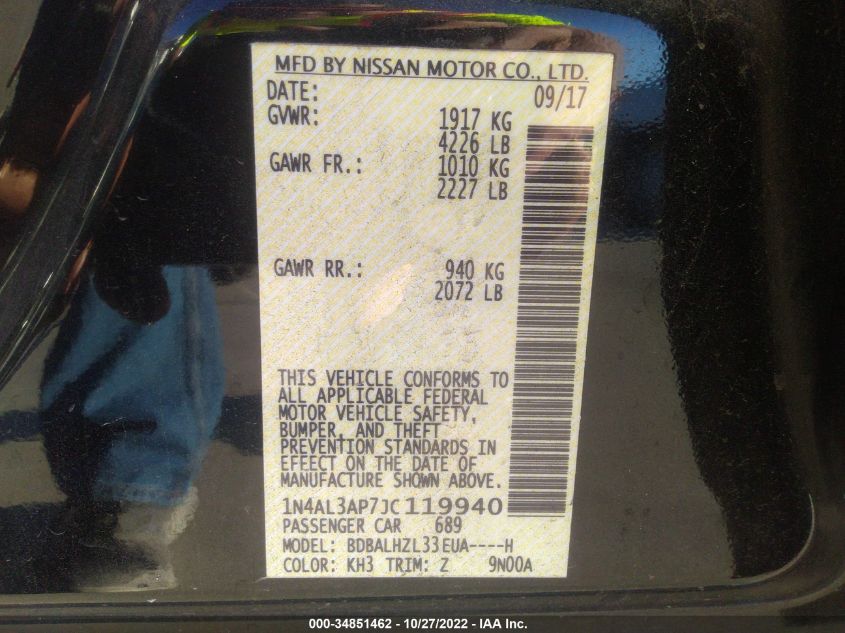 MFD BY NISSAN MOTOR CO., LTD.
DATE: 09/17
GVWR: 1917 KG
4226 LB
GAWR FR.: 1010 KG
2227 LB
GAWR RR.: 940 KG
2072 LB
THIS VEHICLE CONFORMS TO
ALL APPLICABLE FEDERAL
MOTOR VEHICLE SAFETY,
BUMPER, AND THEFT
PREVENTION STANDARDS IN
EFFECT ON THE DATE OF
MANUFACTURE SHOWN ABOVE.
1N4AL3AP7JC119940
PASSENGER CAR 689
MODEL: BDBALHZL33EUA----H
COLOR: KH3 TRIM: Z 9N00A
000-34851462 - 10/27/2022 - IAA Inc.